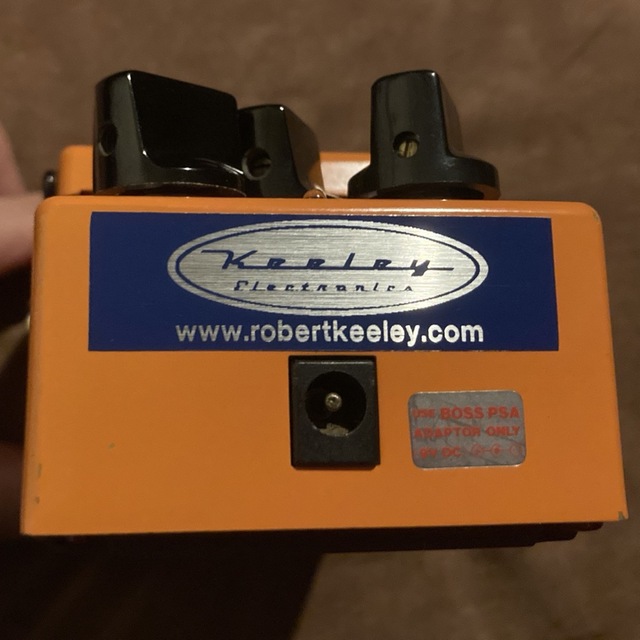 Keeley
Electronics
www.robertkeeley.com
USE BOSS PSA
ADAPTOR ONLY
9V DC